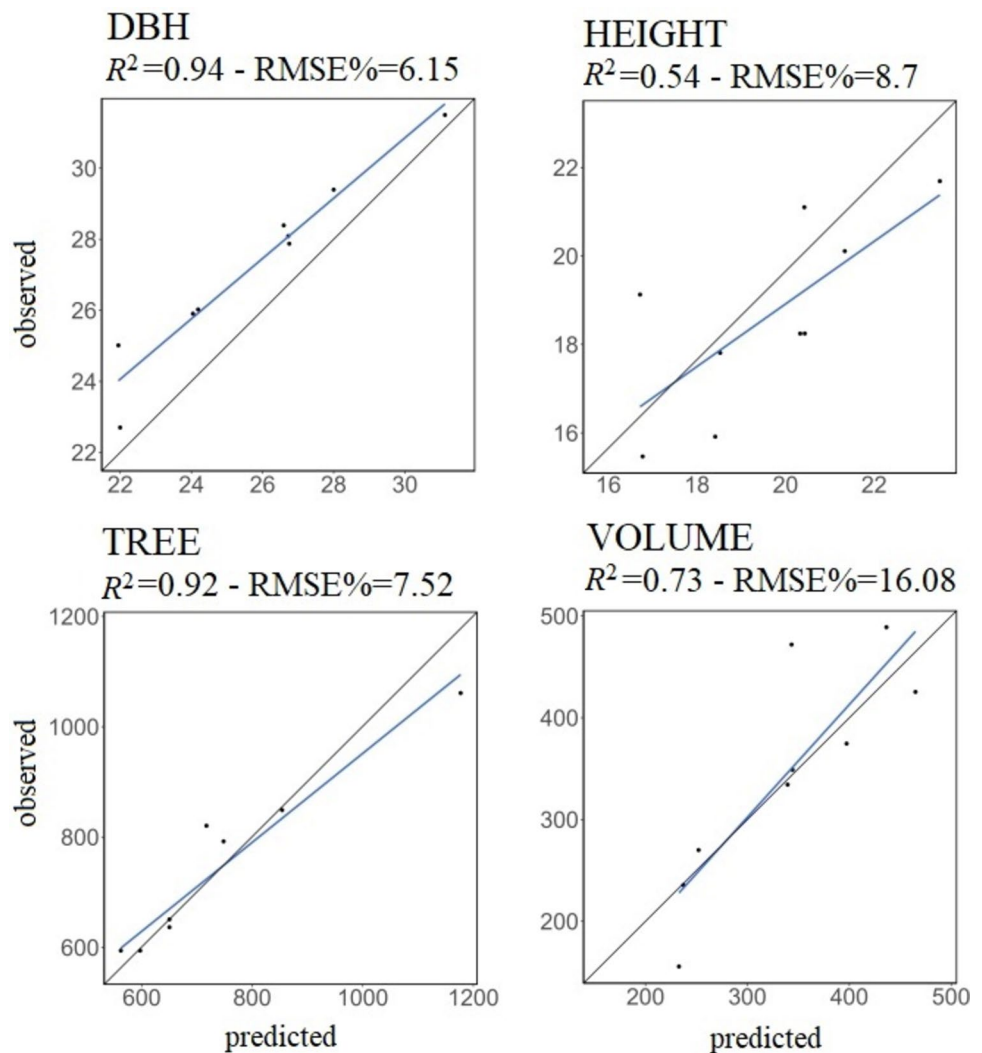 DBH
R²=0.94 - RMSE%=6.15
observed
30
28
26
24
22
22 24 26 28 30
HEIGHT
R²=0.54 - RMSE%=8.7
22
20
18
16
16 18 20 22
TREE
R²=0.92 - RMSE%=7.52
observed
1200
1000
800
600
600 800 1000 1200
predicted
VOLUME
R²=0.73 - RMSE%=16.08
500
400
300
200
200 300 400 500
predicted